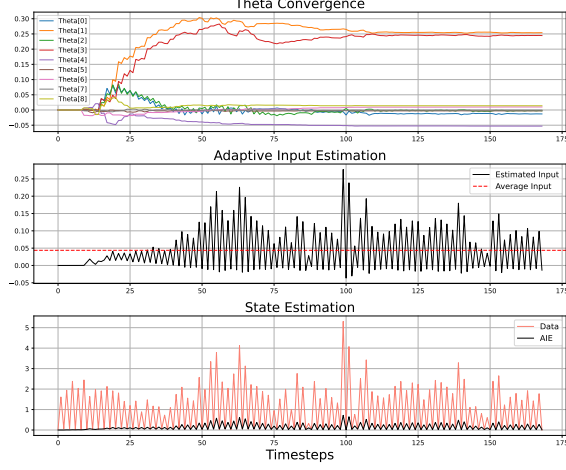 Theta Convergence
0.30
0.25
0.20
0.15
0.10
0.05
0.00
−0.05
Theta[0]
Theta[1]
Theta[2]
Theta[3]
Theta[4]
Theta[5]
Theta[6]
Theta[7]
Theta[8]
0 25 50 75 100 125 150 175
Adaptive Input Estimation
0.25
0.20
0.15
0.10
0.05
0.00
−0.05
Estimated Input
Average Input
0 25 50 75 100 125 150 175
State Estimation
5
4
3
2
1
0
Data
AIE
0 25 50 75 100 125 150 175
Timesteps